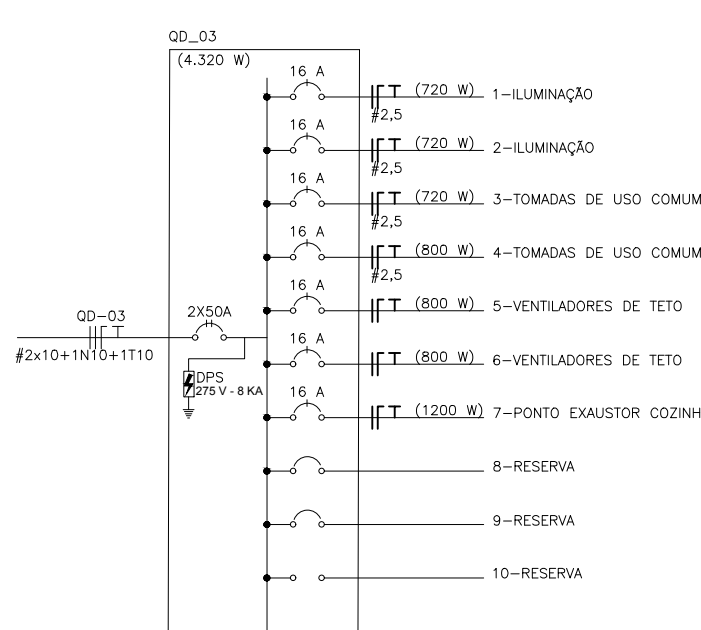 QD_03
(4.320 W)
16 A
(720 W) 1-ILUMINAÇÃO
#2,5
16 A
(720 W) 2-ILUMINAÇÃO
#2,5
16 A
(720 W) 3-TOMADAS DE USO COMUM
#2,5
16 A
(800 W) 4-TOMADAS DE USO COMUM
#2,5
16 A
(800 W) 5-VENTILADORES DE TETO
QD-03
2X50A
#2x10+1N10+1T10
16 A
(800 W) 6-VENTILADORES DE TETO
DPS
275 V - 8 KA
16 A
(1200 W) 7-PONTO EXAUSTOR COZINH
8-RESERVA
9-RESERVA
10-RESERVA